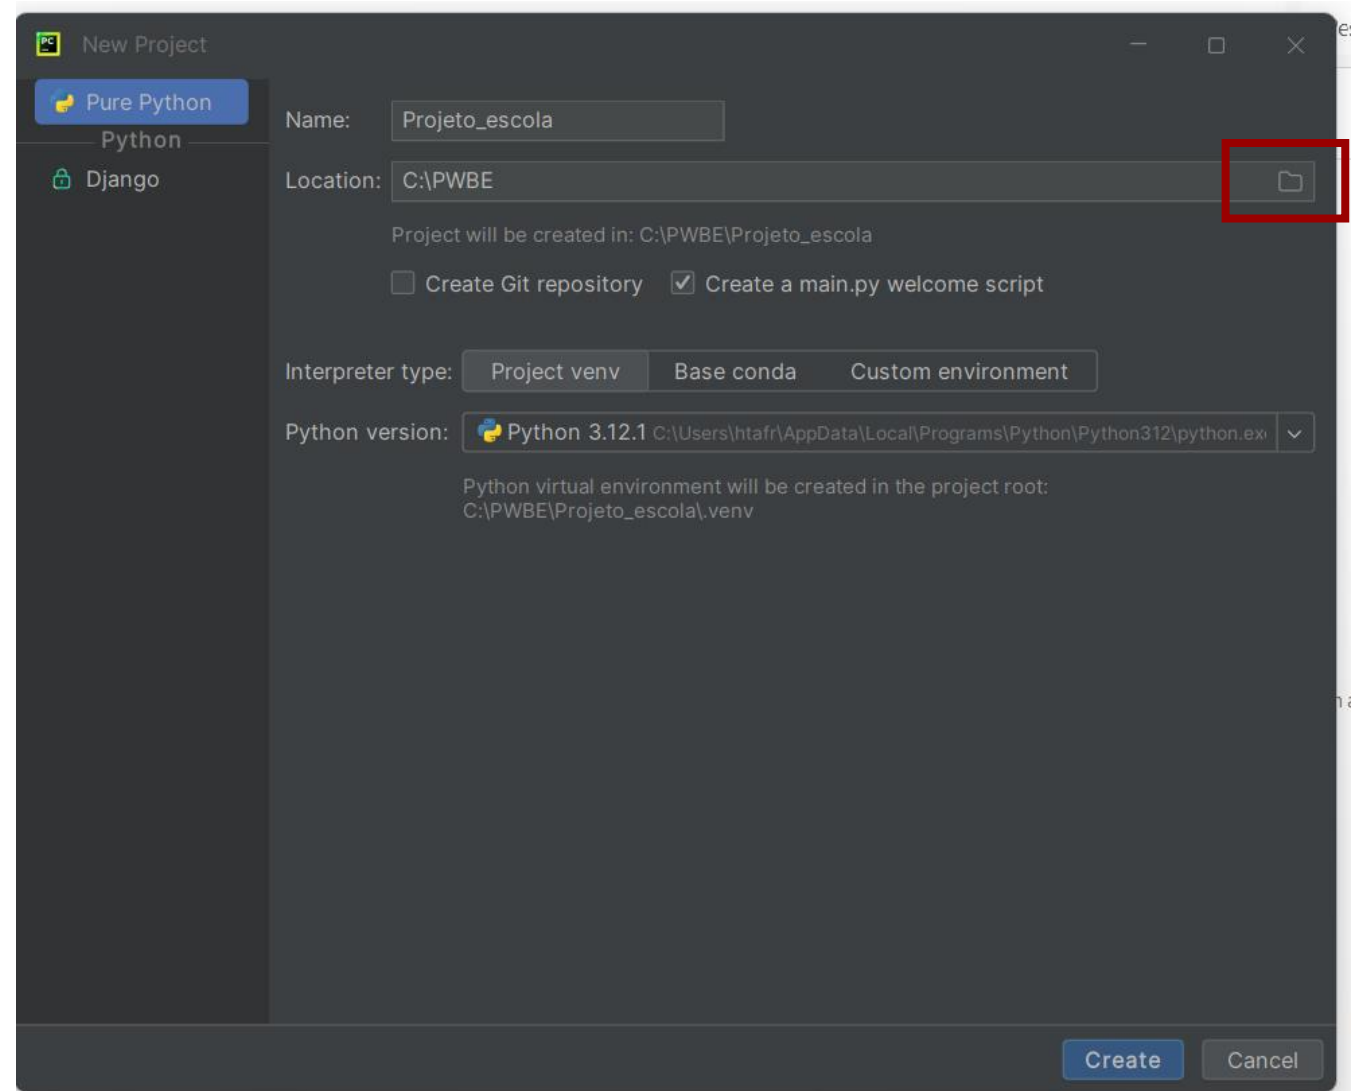 PC New Project
Pure Python
Python
Django
Name: Projeto_escola
Location: C:\PWBE
Project will be created in: C:\PWBE\Projeto_escola
Create Git repository Create a main.py welcome script
Interpreter type: Project venv Base conda Custom environment
Python version: Python 3.12.1 C:\Users\htafr\AppData\Local\Programs\Python\Python312\python.exe
Python virtual environment will be created in the project root:
C:\PWBE\Projeto_escola\.venv
Create Cancel